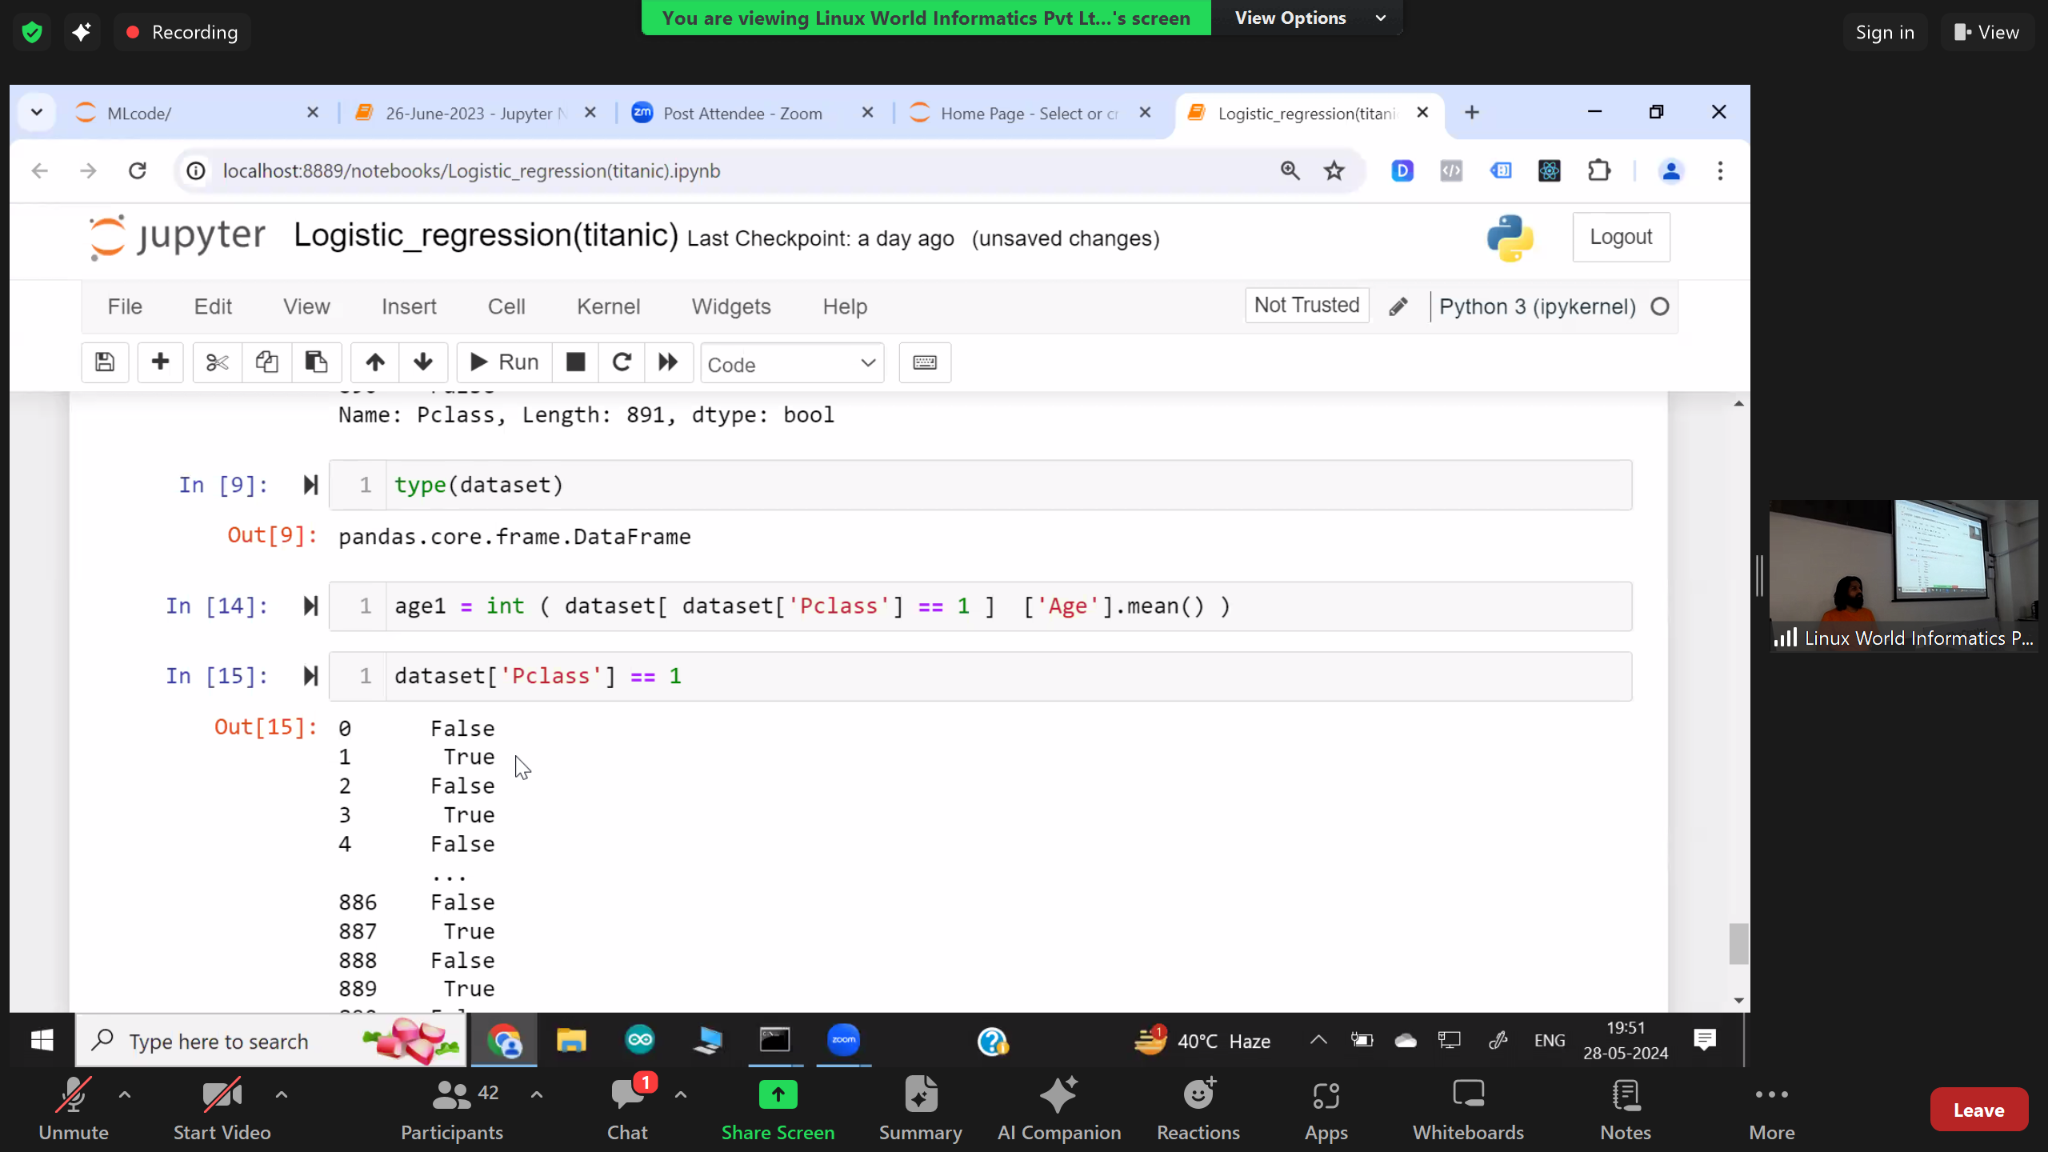 You are viewing Linux World Informatics Pvt Lt...'s screen
View Options
Recording
Sign in
View
MLcode/
26-June-2023 - Jupyter N
zm
Post Attendee - Zoom
Home Page - Select or cr
Logistic_regression(titani
localhost:8889/notebooks/Logistic_regression(titanic).ipynb
jupyter
Logistic_regression(titanic) Last Checkpoint: a day ago (unsaved changes)
Logout
File Edit View Insert Cell Kernel Widgets Help
Not Trusted
Python 3 (ipykernel)
Run
Code
Name: Pclass, Length: 891, dtype: bool
In [9]: 1 type(dataset)
Out[9]: pandas.core.frame.DataFrame
In [14]: 1 age1 = int ( dataset[ dataset['Pclass'] == 1 ] ['Age'].mean() )
In [15]: 1 dataset['Pclass'] == 1
Out[15]: 0 False
1 True
2 False
3 True
4 False
...
886 False
887 True
888 False
889 True
Linux World Informatics P...
Type here to search
zoom
1
40°C Haze
ENG
19:51
28-05-2024
42
1
Unmute
Start Video
Participants
Chat
Share Screen
Summary
AI Companion
Reactions
Apps
Whiteboards
Notes
More
Leave